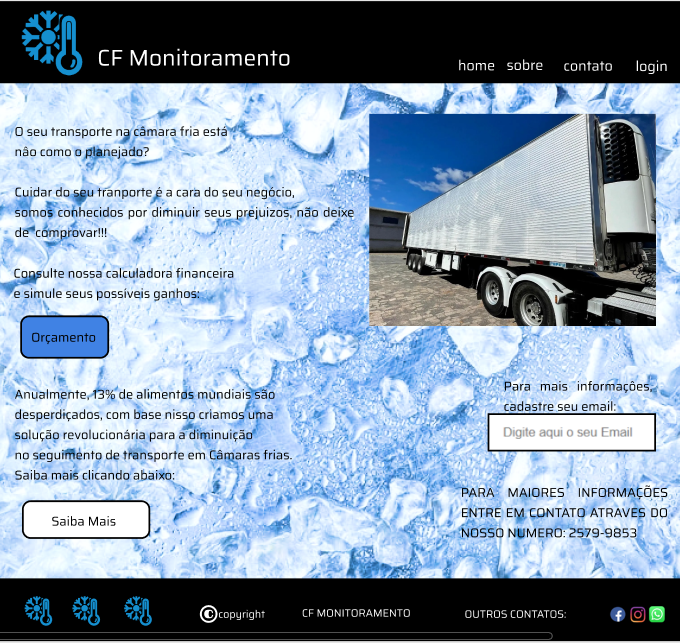 CF Monitoramento
home sobre contato login
O seu transporte na câmara fria está
não como o planejado?
Cuidar do seu tranporte é a cara do seu negócio,
somos conhecidos por diminuir seus prejuizos, não deixe
de comprovar!!!
Consulte nossa calculadora financeira
e simule seus possíveis ganhos:
Orçamento
Anualmente, 13% de alimentos mundiais são
desperdiçados, com base nisso criamos uma
solução revolucionária para a diminuição
no seguimento de transporte em Câmaras frias.
Saiba mais clicando abaixo:
Saiba Mais
Para mais informações,
cadastre seu email:
Digite aqui o seu Email
PARA MAIORES INFORMAÇÕES
ENTRE EM CONTATO ATRAVES DO
NOSSO NUMERO: 2579-9853
© copyright
CF MONITORAMENTO
OUTROS CONTATOS: